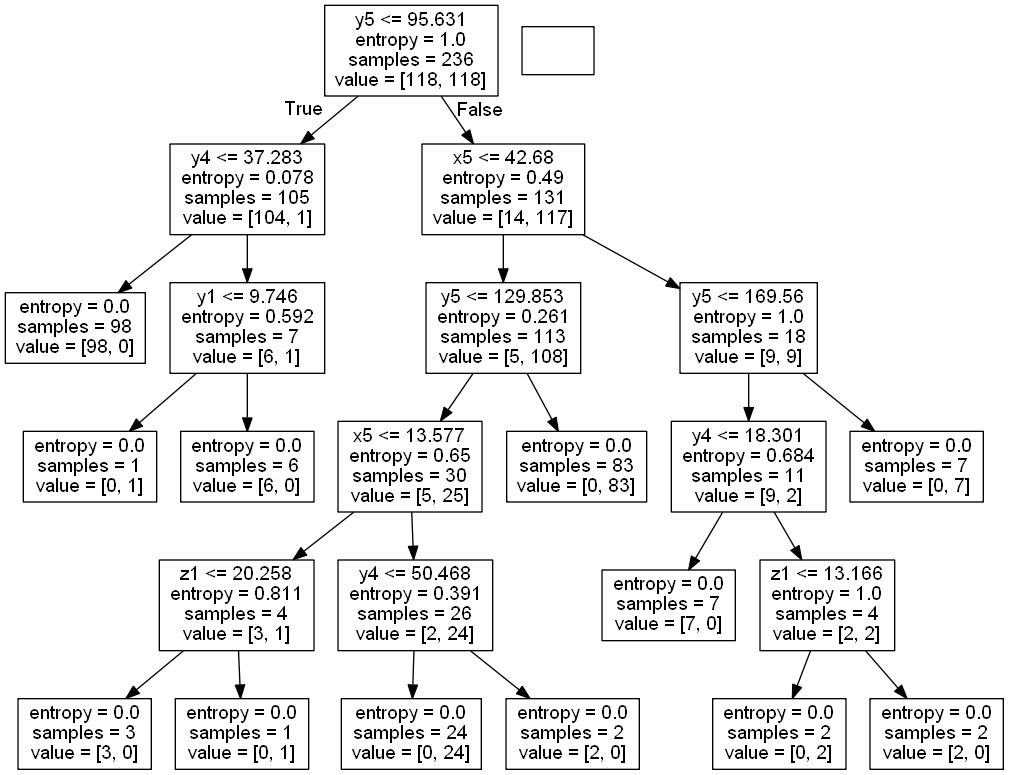 y5 <= 95.631
entropy = 1.0
samples = 236
value = [118, 118]
True
False
y4 <= 37.283
entropy = 0.078
samples = 105
value = [104, 1]
x5 <= 42.68
entropy = 0.49
samples = 131
value = [14, 117]
entropy = 0.0
samples = 98
value = [98, 0]
y1 <= 9.746
entropy = 0.592
samples = 7
value = [6, 1]
y5 <= 129.853
entropy = 0.261
samples = 113
value = [5, 108]
y5 <= 169.56
entropy = 1.0
samples = 18
value = [9, 9]
entropy = 0.0
samples = 1
value = [0, 1]
entropy = 0.0
samples = 6
value = [6, 0]
x5 <= 13.577
entropy = 0.65
samples = 30
value = [5, 25]
entropy = 0.0
samples = 83
value = [0, 83]
y4 <= 18.301
entropy = 0.684
samples = 11
value = [9, 2]
entropy = 0.0
samples = 7
value = [0, 7]
z1 <= 20.258
entropy = 0.811
samples = 4
value = [3, 1]
y4 <= 50.468
entropy = 0.391
samples = 26
value = [2, 24]
entropy = 0.0
samples = 7
value = [7, 0]
z1 <= 13.166
entropy = 1.0
samples = 4
value = [2, 2]
entropy = 0.0
samples = 3
value = [3, 0]
entropy = 0.0
samples = 1
value = [0, 1]
entropy = 0.0
samples = 24
value = [0, 24]
entropy = 0.0
samples = 2
value = [2, 0]
entropy = 0.0
samples = 2
value = [0, 2]
entropy = 0.0
samples = 2
value = [2, 0]